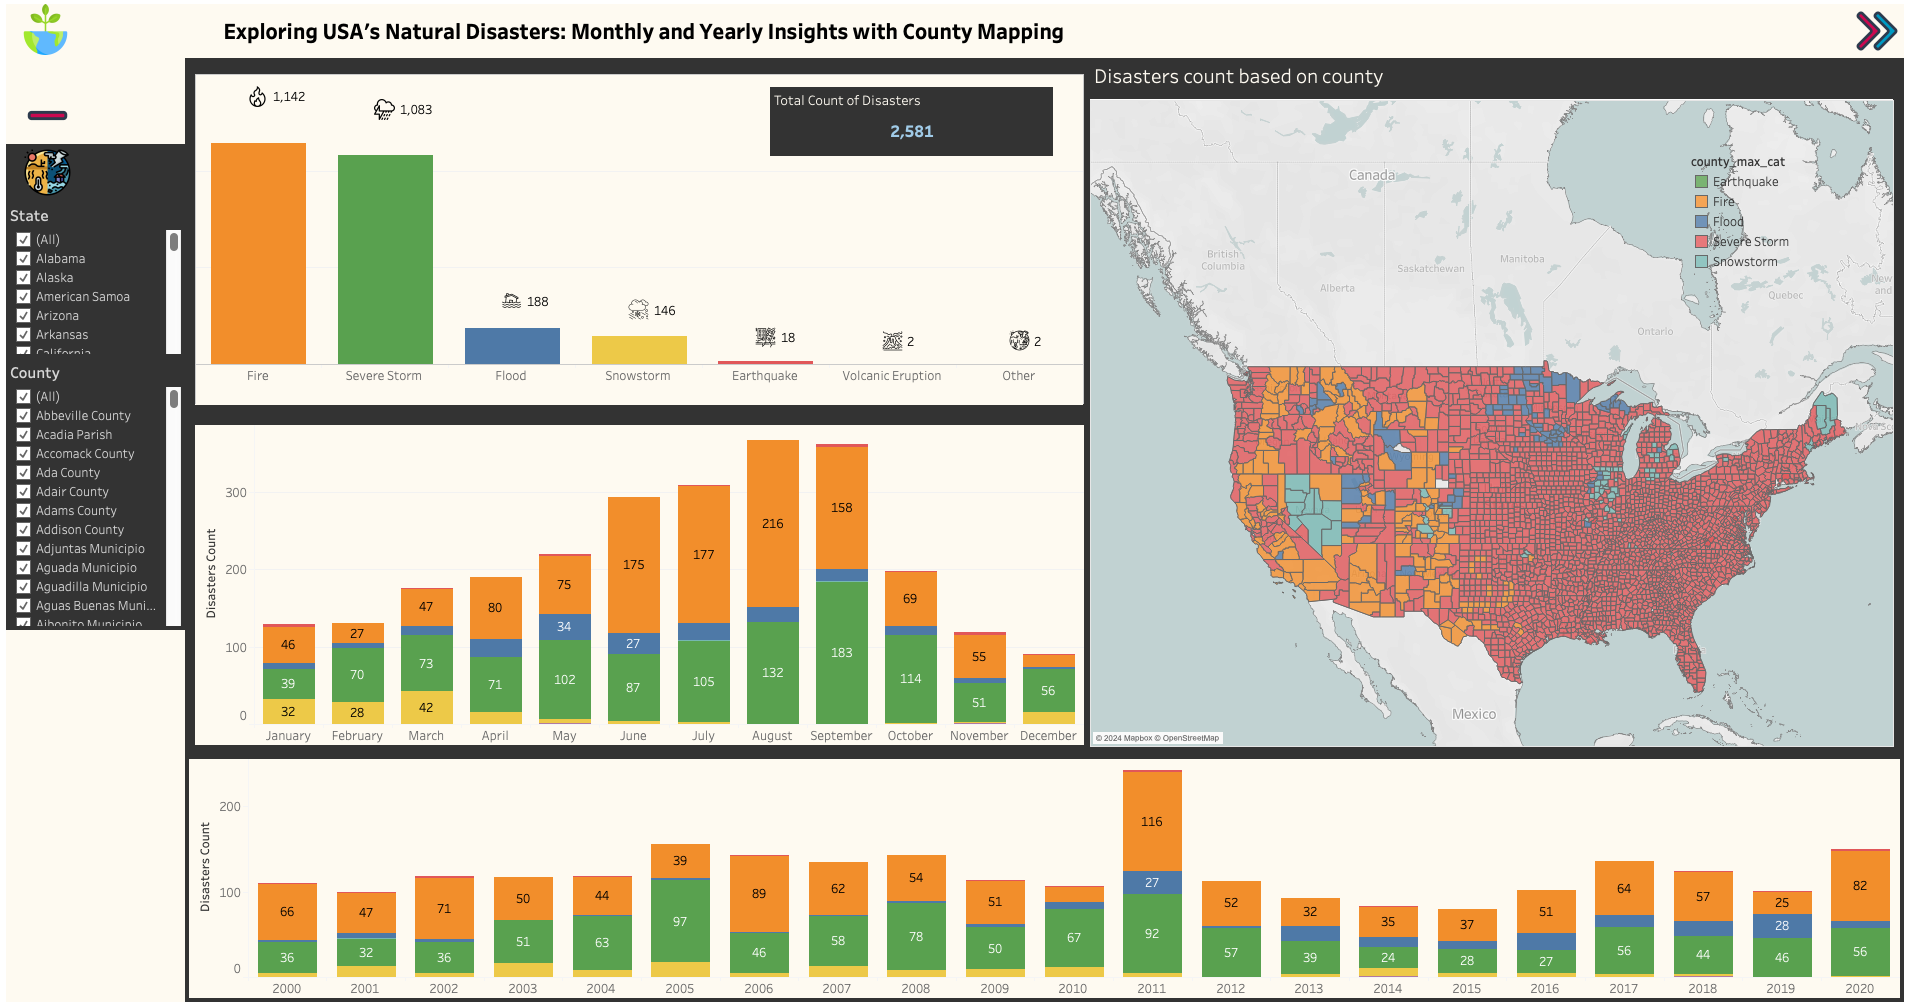 Exploring USA's Natural Disasters: Monthly and Yearly Insights with County Mapping
State
(All)
Alabama
Alaska
American Samoa
Arizona
Arkansas
California
County
(All)
Abbeville County
Acadia Parish
Accomack County
Ada County
Adair County
Adams County
Addison County
Adjuntas Municipio
Aguada Municipio
Aguadilla Municipio
Aguas Buenas Muni...
Aibonito Municipio
1,142
1,083
188
146
18
2
2
Total Count of Disasters
2,581
Fire
Severe Storm
Flood
Snowstorm
Earthquake
Volcanic Eruption
Other
Disasters Count
300
200
100
0
46
39
32
27
70
28
47
73
42
80
71
75
34
102
175
27
87
177
105
216
132
158
183
69
114
55
51
56
January
February
March
April
May
June
July
August
September
October
November
December
Disasters count based on county
county_max_cat
Earthquake
Fire
Flood
Severe Storm
Snowstorm
Canada
British
Columbia
Alberta
Saskatchewan
Manitoba
Ontario
Quebec
Mexico
© 2024 Mapbox © OpenStreetMap
Disasters Count
200
100
0
66
36
47
32
71
36
50
51
44
63
39
97
89
46
62
58
54
78
51
50
67
116
27
92
52
57
32
39
35
24
37
28
51
27
64
56
57
44
25
28
46
82
56
2000
2001
2002
2003
2004
2005
2006
2007
2008
2009
2010
2011
2012
2013
2014
2015
2016
2017
2018
2019
2020